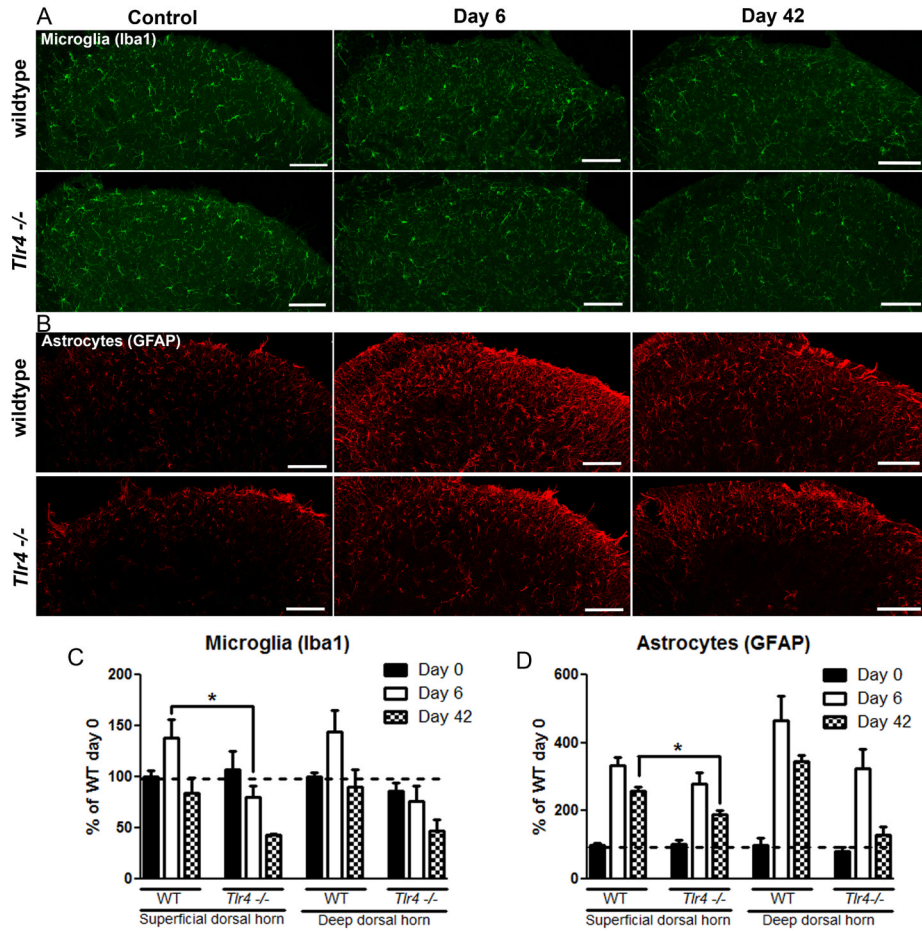 A
Control
Day 6
Day 42
Microglia (Iba1)
wildtype
Tlr4 -/-
B
Astrocytes (GFAP)
wildtype
Tlr4 -/-
C
Microglia (Iba1)
% of WT day 0
200
150
100
50
0
*
Day 0
Day 6
Day 42
WT
Tlr4 -/-
WT
Tlr4 -/-
Superficial dorsal horn
Deep dorsal horn
D
Astrocytes (GFAP)
% of WT day 0
600
400
200
0
*
Day 0
Day 6
Day 42
WT
Tlr4 -/-
WT
Tlr4-/-
Superficial dorsal horn
Deep dorsal horn